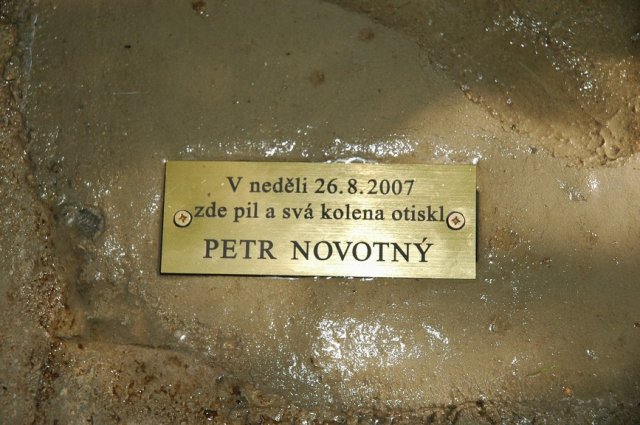 V neděli 26.8.2007
zde pil a svá kolena otiskl
PETR NOVOTNÝ